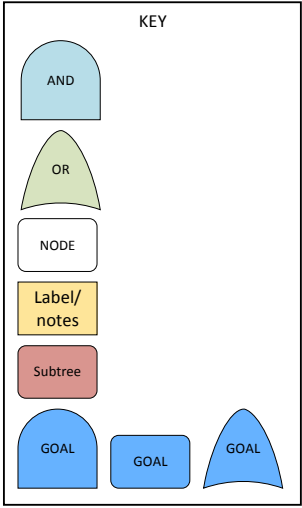 KEY
AND
OR
NODE
Label/
notes
Subtree
GOAL
GOAL
GOAL